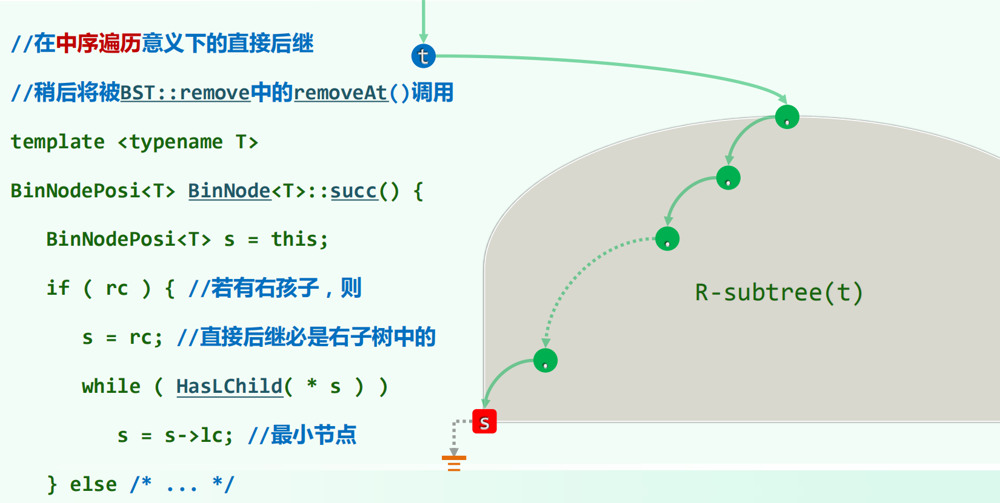 //在中序遍历意义下的直接后继
t
//稍后将被BST::remove中的removeAt()调用
template <typename T>
BinNodePosi<T> BinNode<T>::succ() {
BinNodePosi<T> s = this;
if ( rc ) { //若有右孩子，则
R-subtree(t)
s = rc; //直接后继必是右子树中的
while ( HasLChild( * s ) )
s
s = s->lc; //最小节点
} else /* ... */